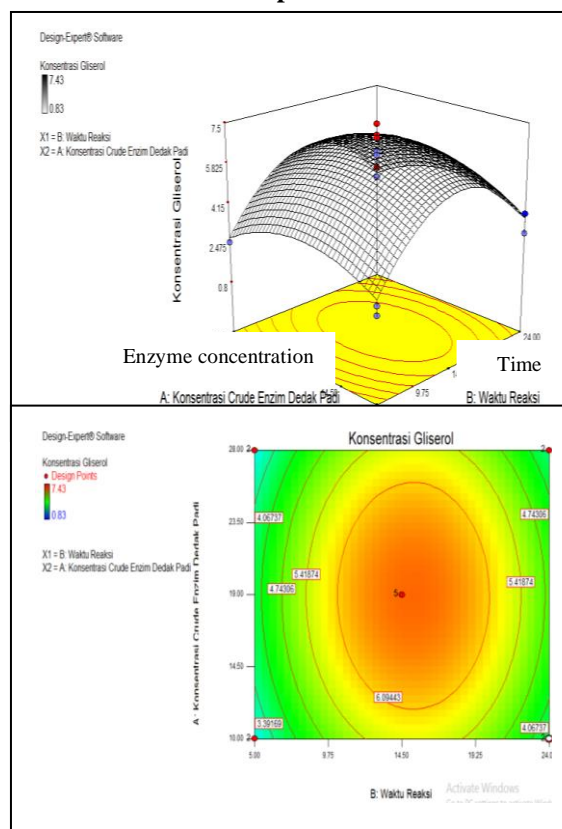 Design-Expert® Software
Konsentrasi Gliserol
7.43
0.83
X1 = B: Waktu Reaksi
X2 = A: Konsentrasi Crude Enzim Dedak Padi
Konsentrasi Gliserol
7.5
5.825
4.15
2.475
0.8
24.00
9.75
Enzyme concentration
Time
A: Konsentrasi Crude Enzim Dedak Padi
B: Waktu Reaksi
Design-Expert® Software
Konsentrasi Gliserol
Design Points
7.43
0.83
X1 = B: Waktu Reaksi
X2 = A: Konsentrasi Crude Enzim Dedak Padi
Konsentrasi Gliserol
A: Konsentrasi Crude Enzim Dedak Padi
28.00
23.50
19.00
14.50
10.00
2
2
2
5
4.06737
4.74306
5.41874
4.74306
5.41874
6.09443
3.39169
4.06737
5.00
9.75
14.50
19.25
24.0
B: Waktu Reaksi
Activate Windows